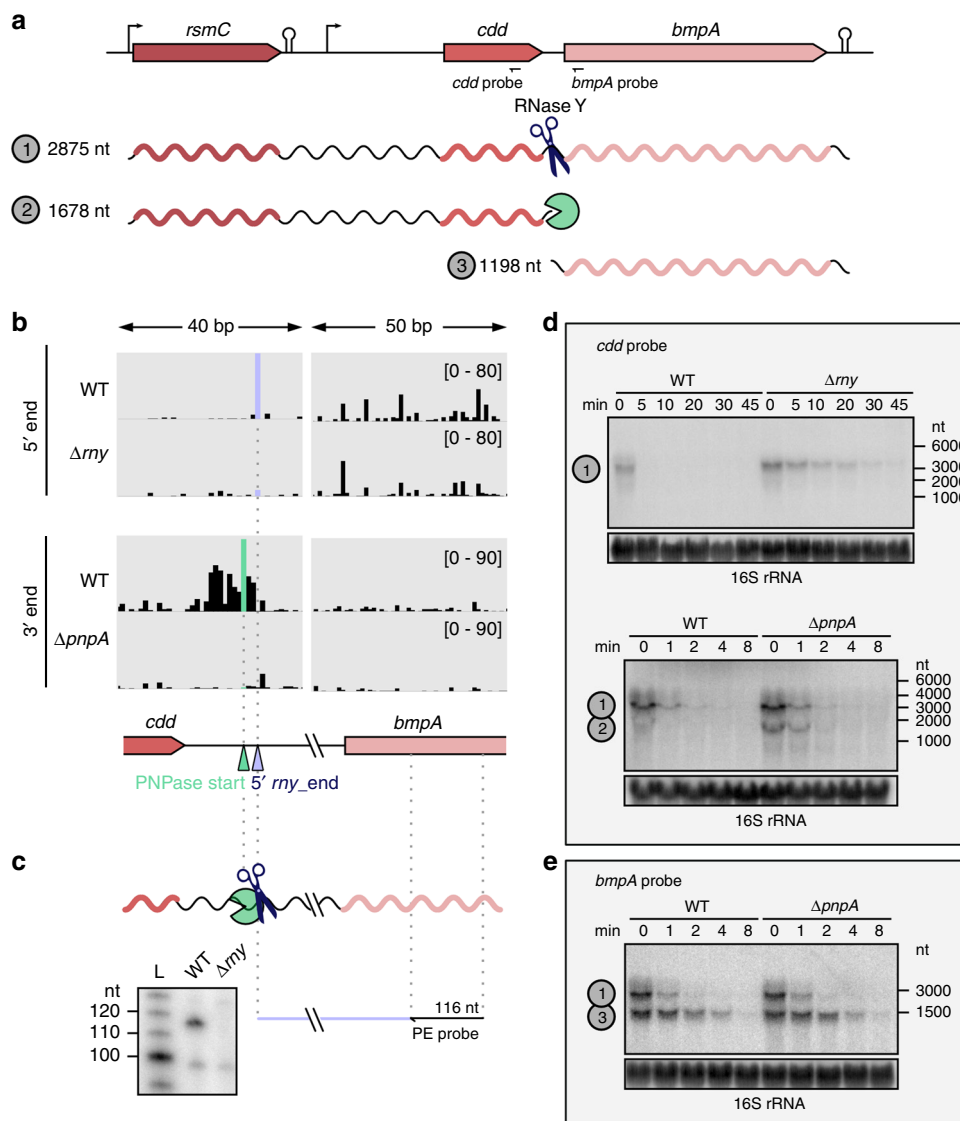 a
rsmC cdd bmpA
cdd probe bmpA probe
RNase Y
1 2875 nt
2 1678 nt
3 1198 nt
b
40 bp 50 bp
5′ end
WT [0 - 80]
Δrny [0 - 80]
3′ end
WT [0 - 90]
ΔpnpA [0 - 90]
cdd bmpA
PNPase start 5′ rny_end
c
L WT Δrny
nt
120
110
100
116 nt
PE probe
d
cdd probe
WT Δrny
min 0 5 10 20 30 45 0 5 10 20 30 45
nt
6000
1 3000
2000
1000
16S rRNA
WT ΔpnpA
min 0 1 2 4 8 0 1 2 4 8
nt
6000
4000
1 3000
2 2000
1000
16S rRNA
e
bmpA probe
WT ΔpnpA
min 0 1 2 4 8 0 1 2 4 8
nt
1 3000
3 1500
16S rRNA